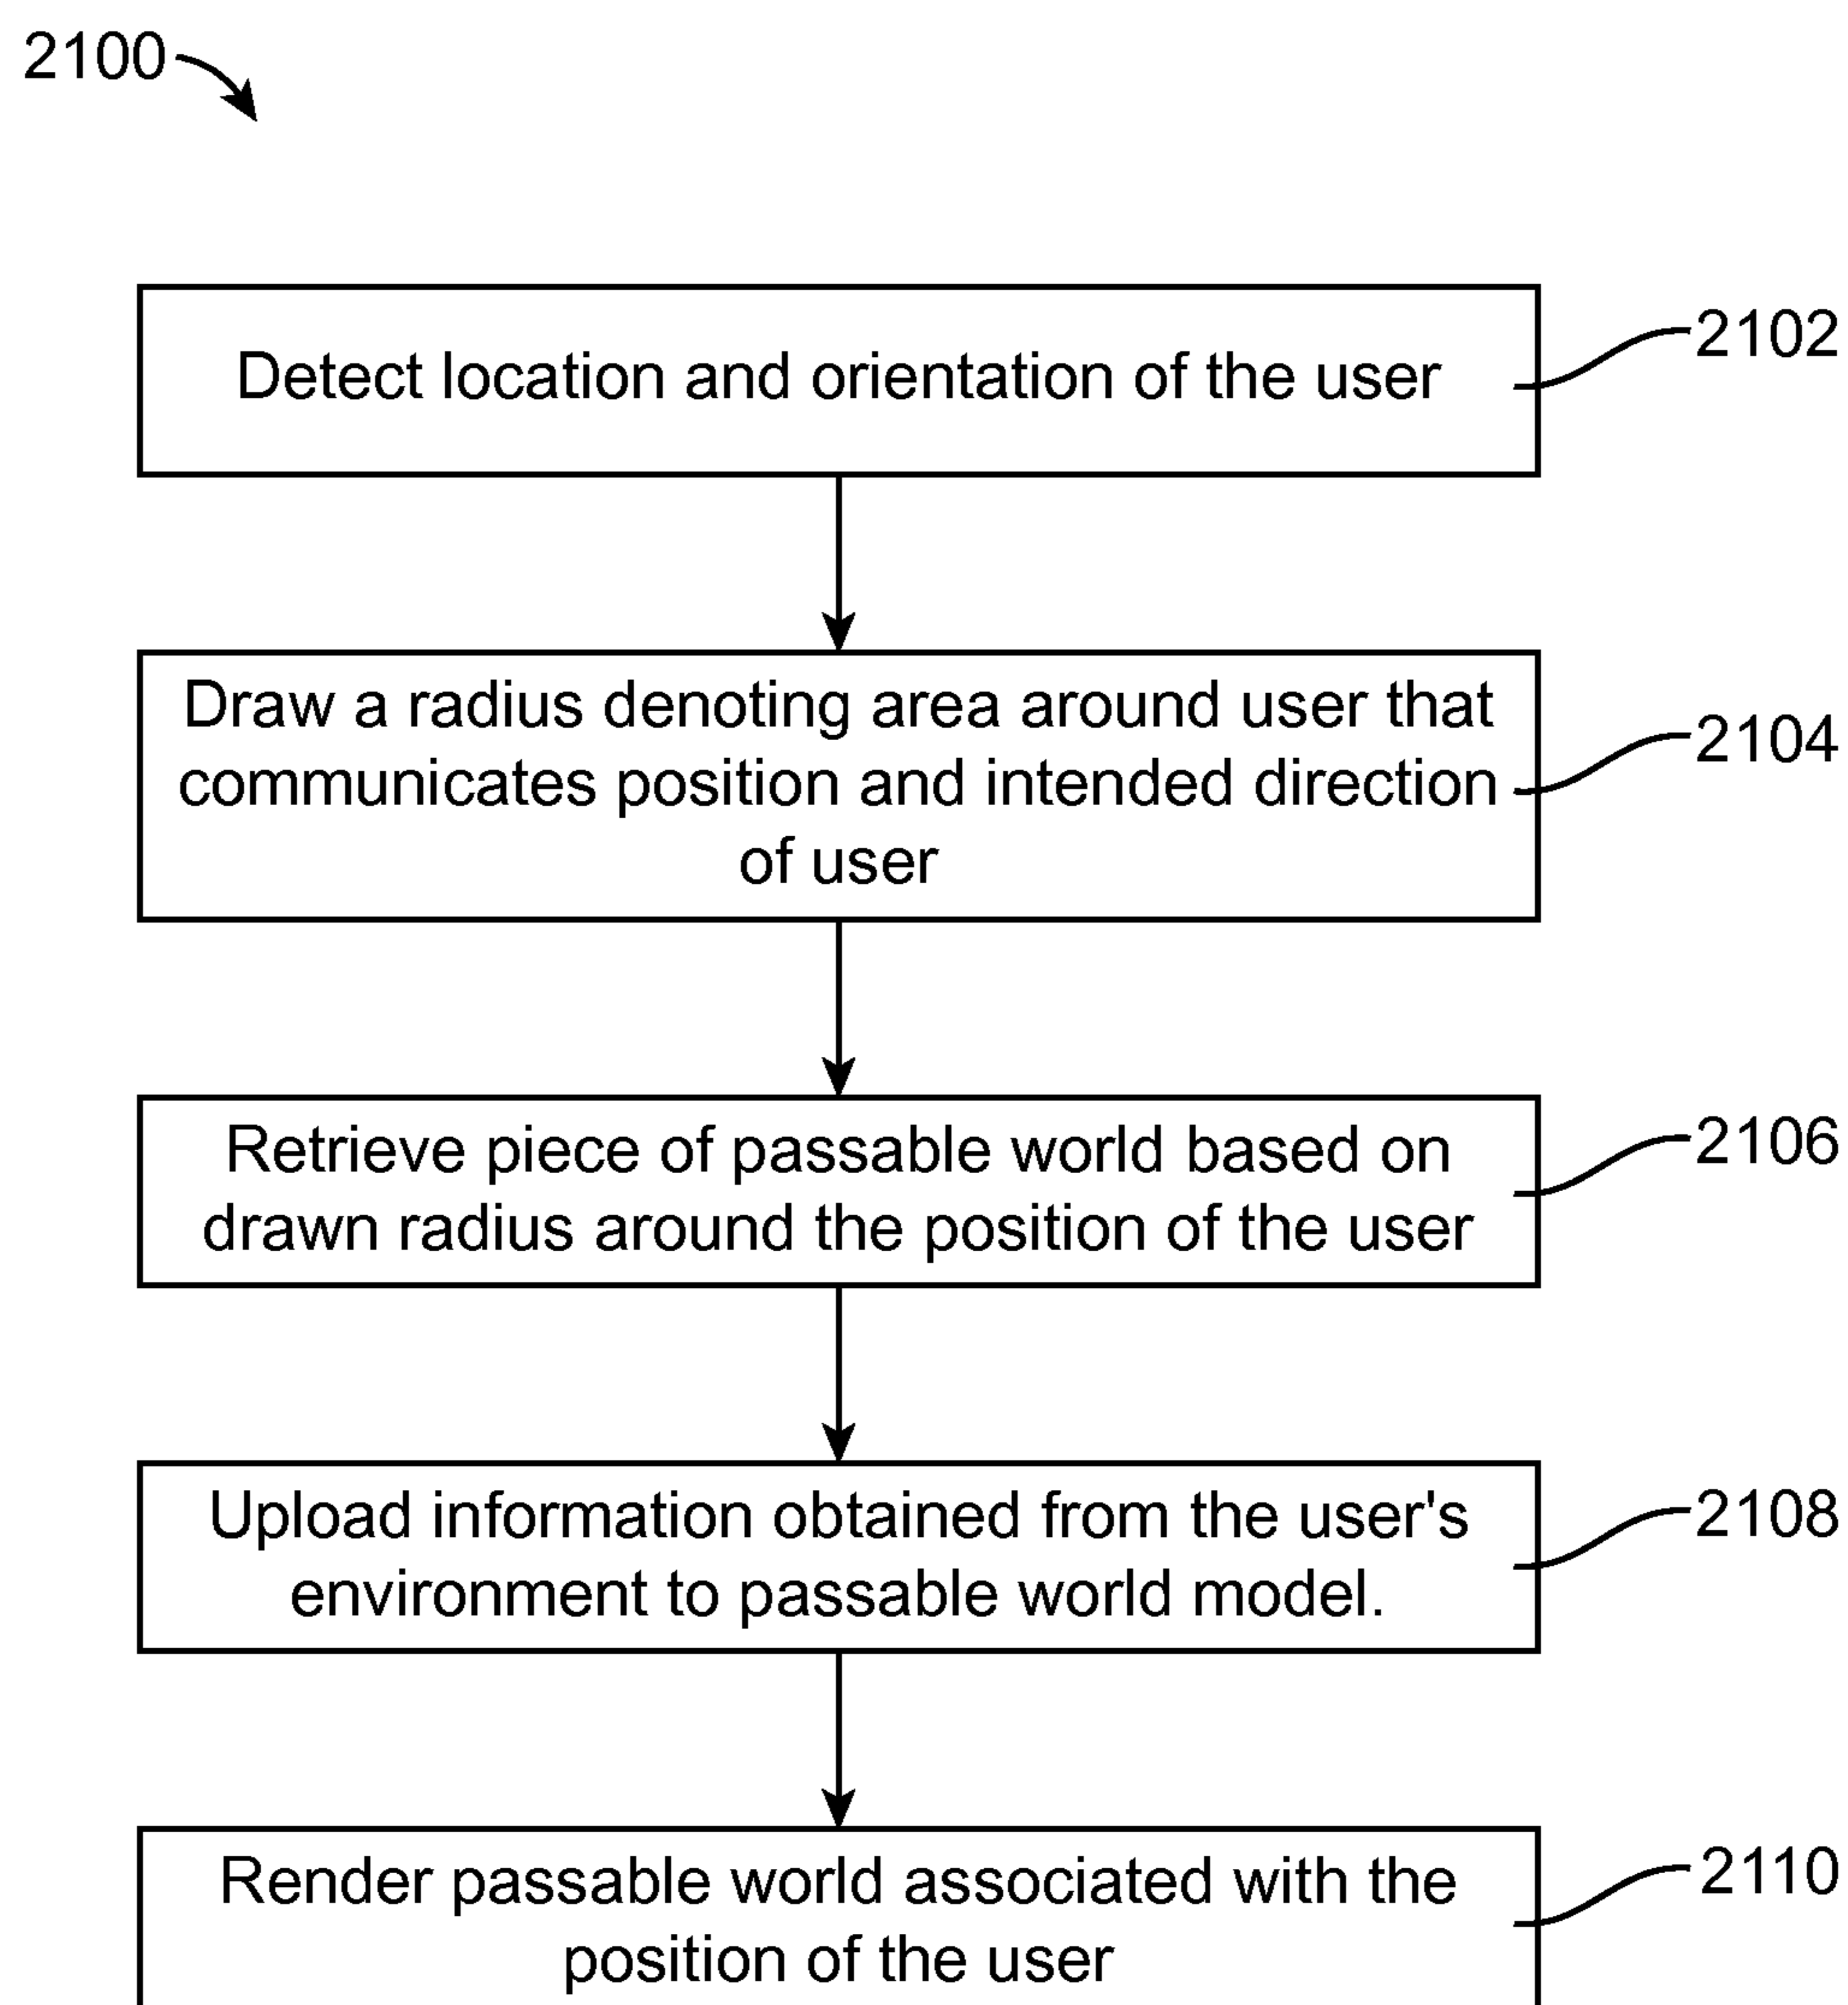 2100
Detect location and orientation of the user
2102
Draw a radius denoting area around user that
communicates position and intended direction
of user
2104
Retrieve piece of passable world based on
drawn radius around the position of the user
2106
Upload information obtained from the user's
environment to passable world model.
2108
Render passable world associated with the
position of the user
2110